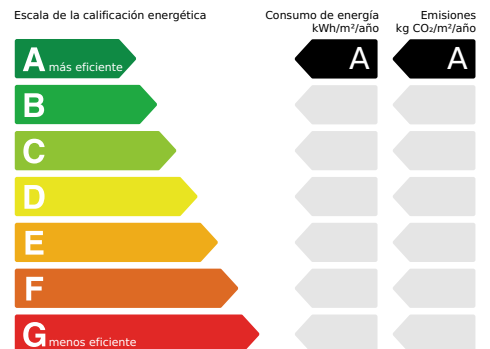 Escala de la calificación energética
Consumo de energía
kWh/m²/año
Emisiones
kg CO₂/m²/año
A más eficiente
A
A
B
C
D
E
F
G menos eficiente